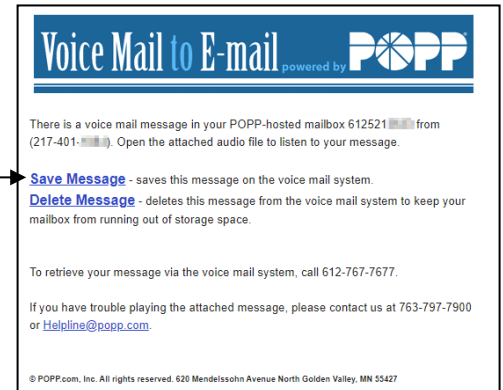 Voice Mail to E-mail powered by POPP
There is a voice mail message in your POPP-hosted mailbox 612521 from
(217-401- ). Open the attached audio file to listen to your message.
Save Message - saves this message on the voice mail system.
Delete Message - deletes this message from the voice mail system to keep your
mailbox from running out of storage space.
To retrieve your message via the voice mail system, call 612-767-7677.
If you have trouble playing the attached message, please contact us at 763-797-7900
or Helpline@popp.com.
© POPP.com, Inc. All rights reserved. 620 Mendelssohn Avenue North Golden Valley, MN 55427